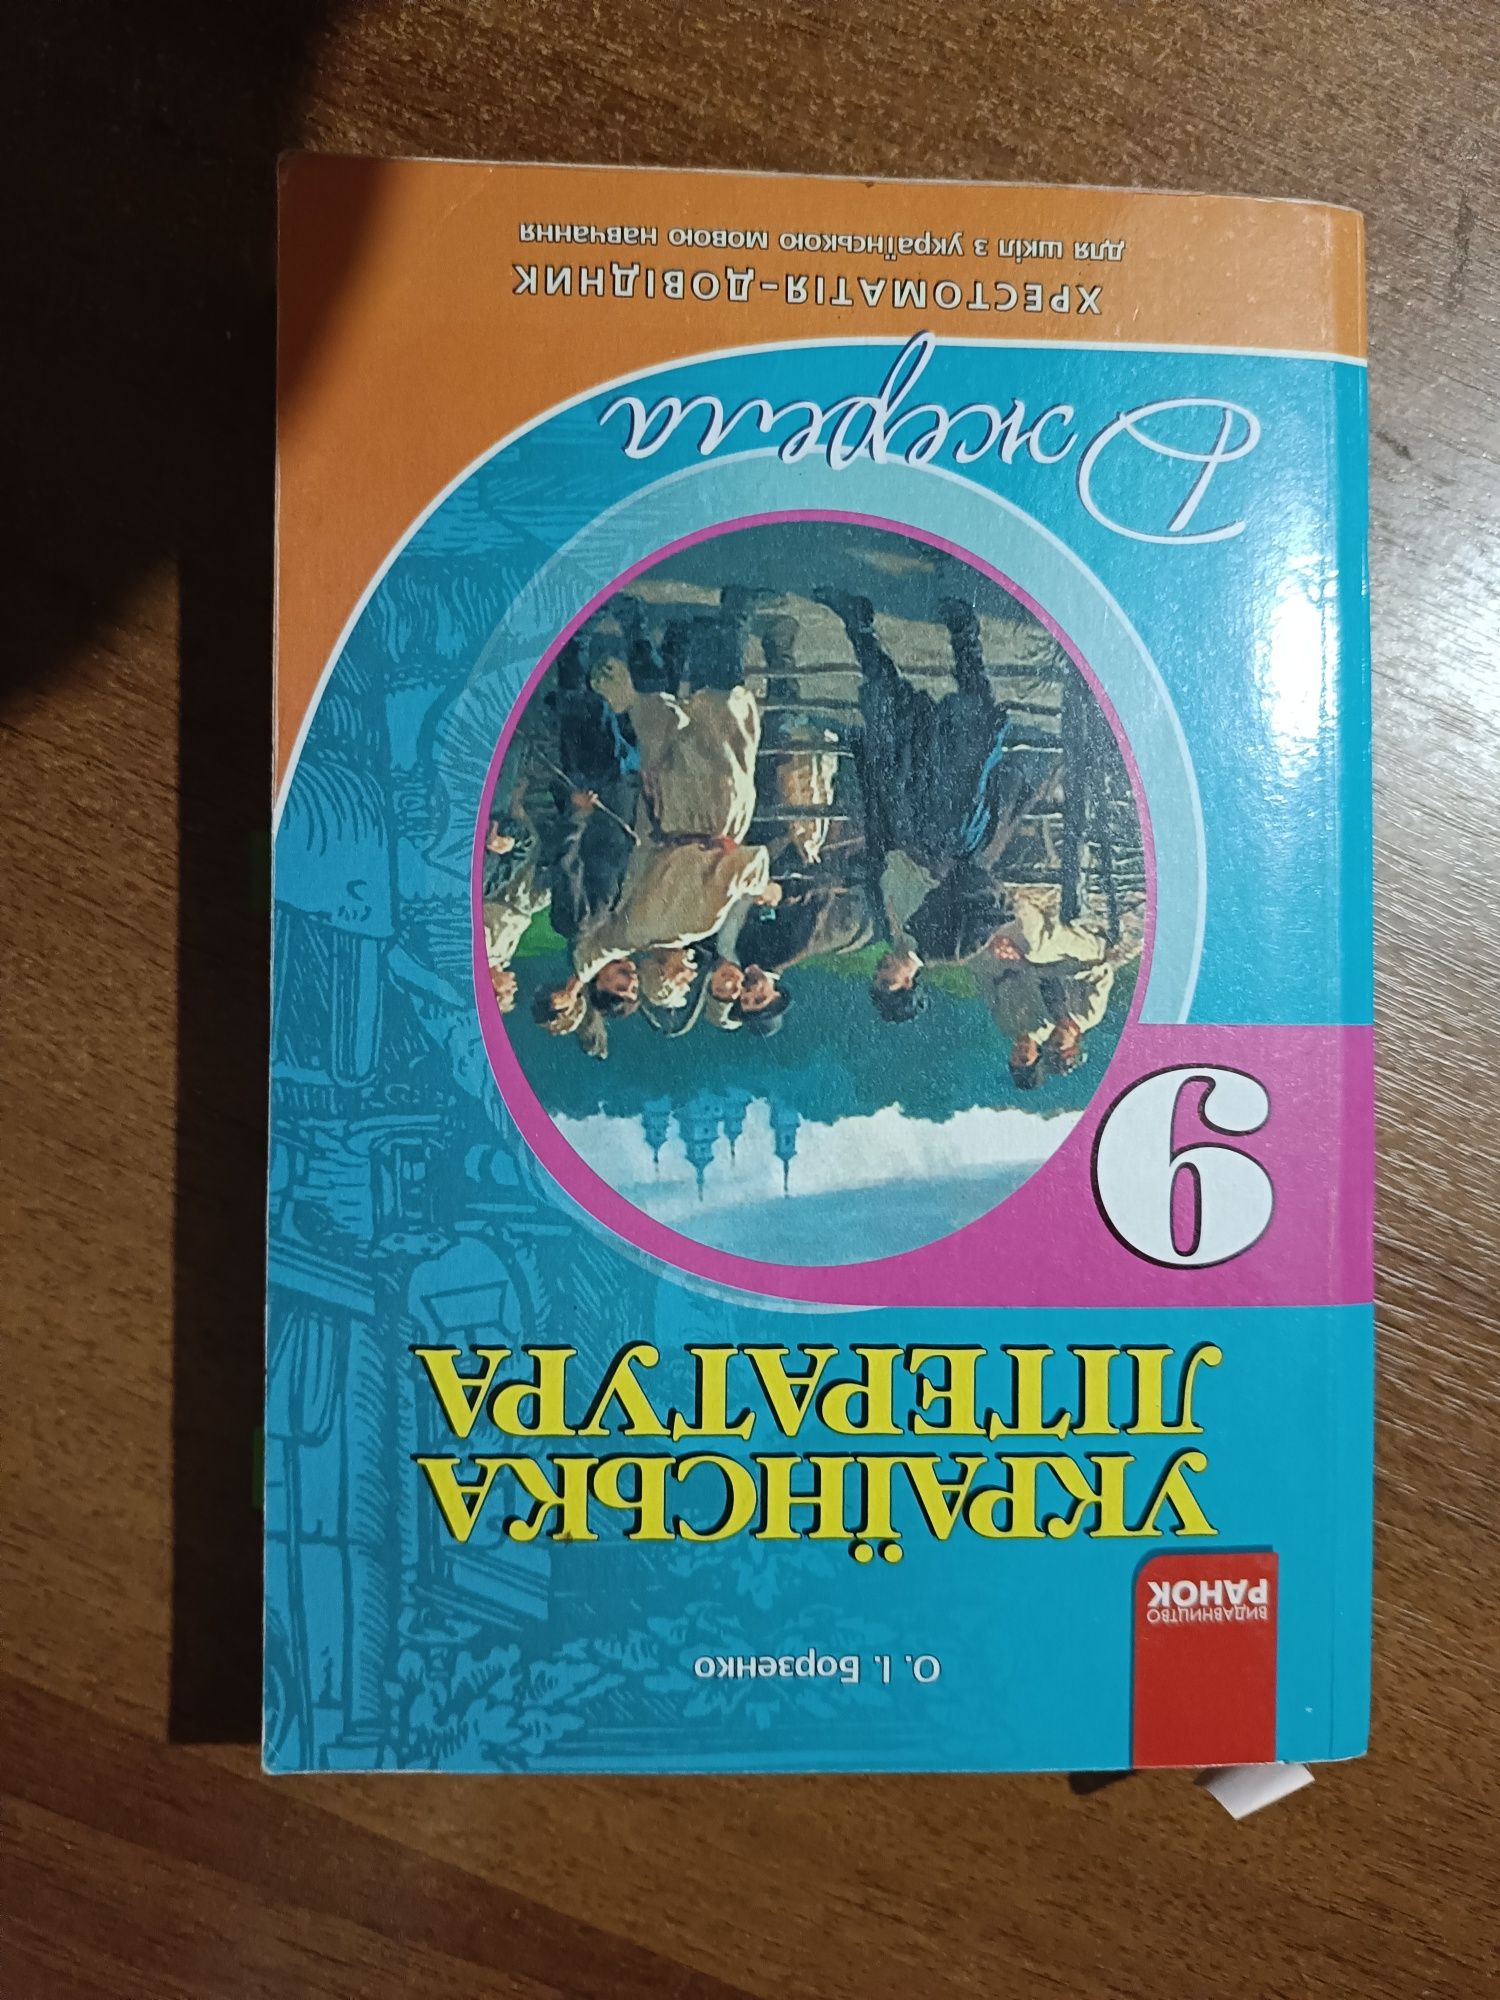 О. І. Борзенко
ВИДАВНИЦТВО
РАНОК
УКРАЇНСЬКА
ЛІТЕРАТУРА
9
Джерела
ХРЕСТОМАТІЯ-ДОВІДНИК
для шкіл з українською мовою навчання